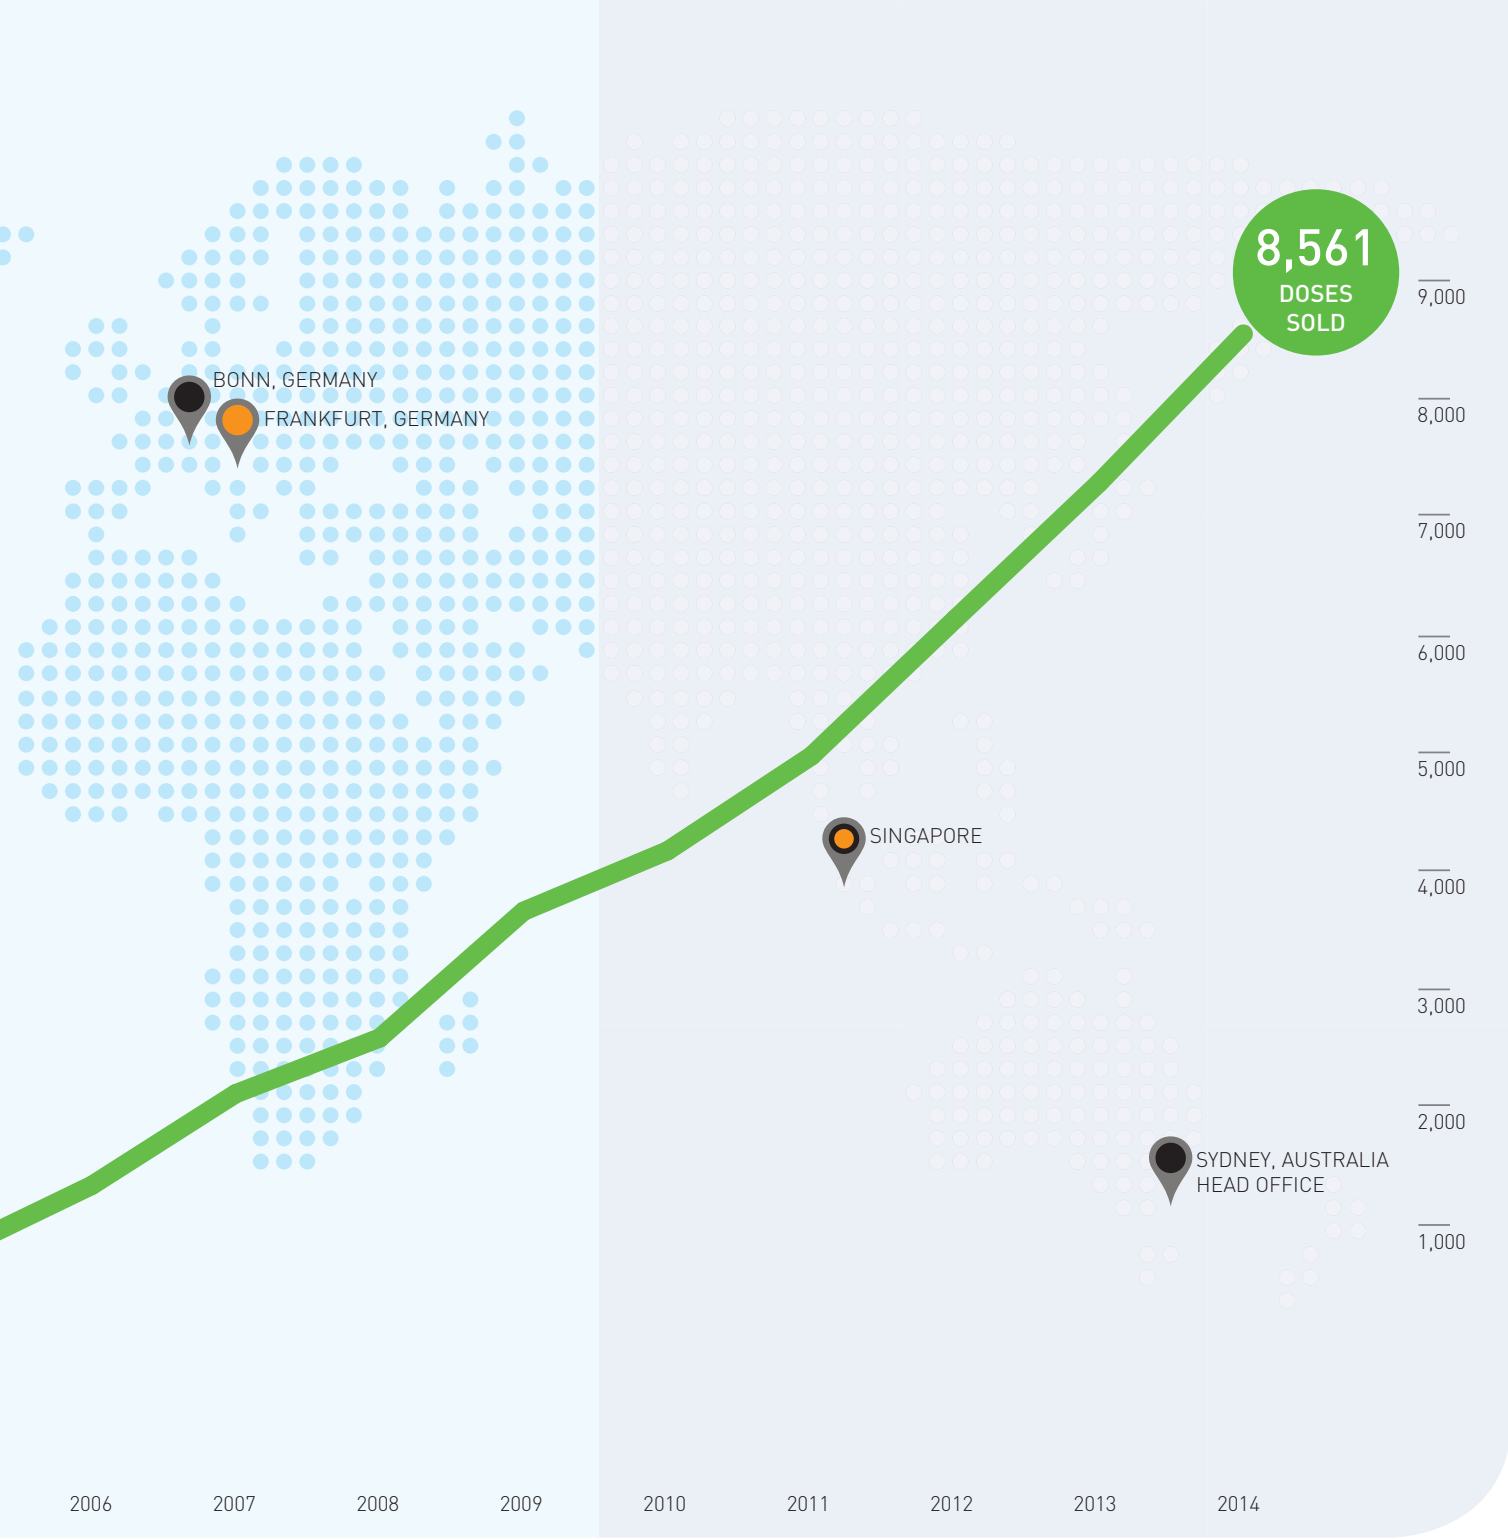 8,561
DOSES
SOLD
9,000
BONN, GERMANY
8,000
FRANKFURT, GERMANY
7,000
6,000
5,000
SINGAPORE
4,000
3,000
2,000
SYDNEY, AUSTRALIA
HEAD OFFICE
1,000
2006 2007 2008 2009 2010 2011 2012 2013 2014